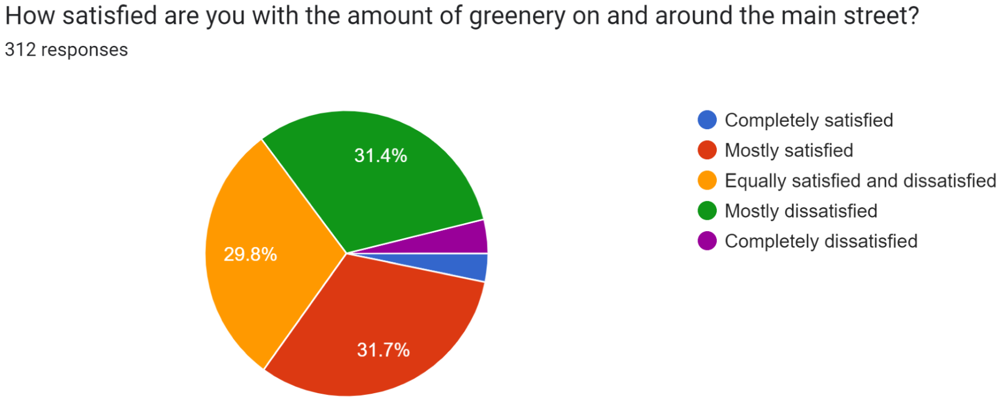 How satisfied are you with the amount of greenery on and around the main street?
312 responses
31.4%
29.8%
31.7%
Completely satisfied
Mostly satisfied
Equally satisfied and dissatisfied
Mostly dissatisfied
Completely dissatisfied